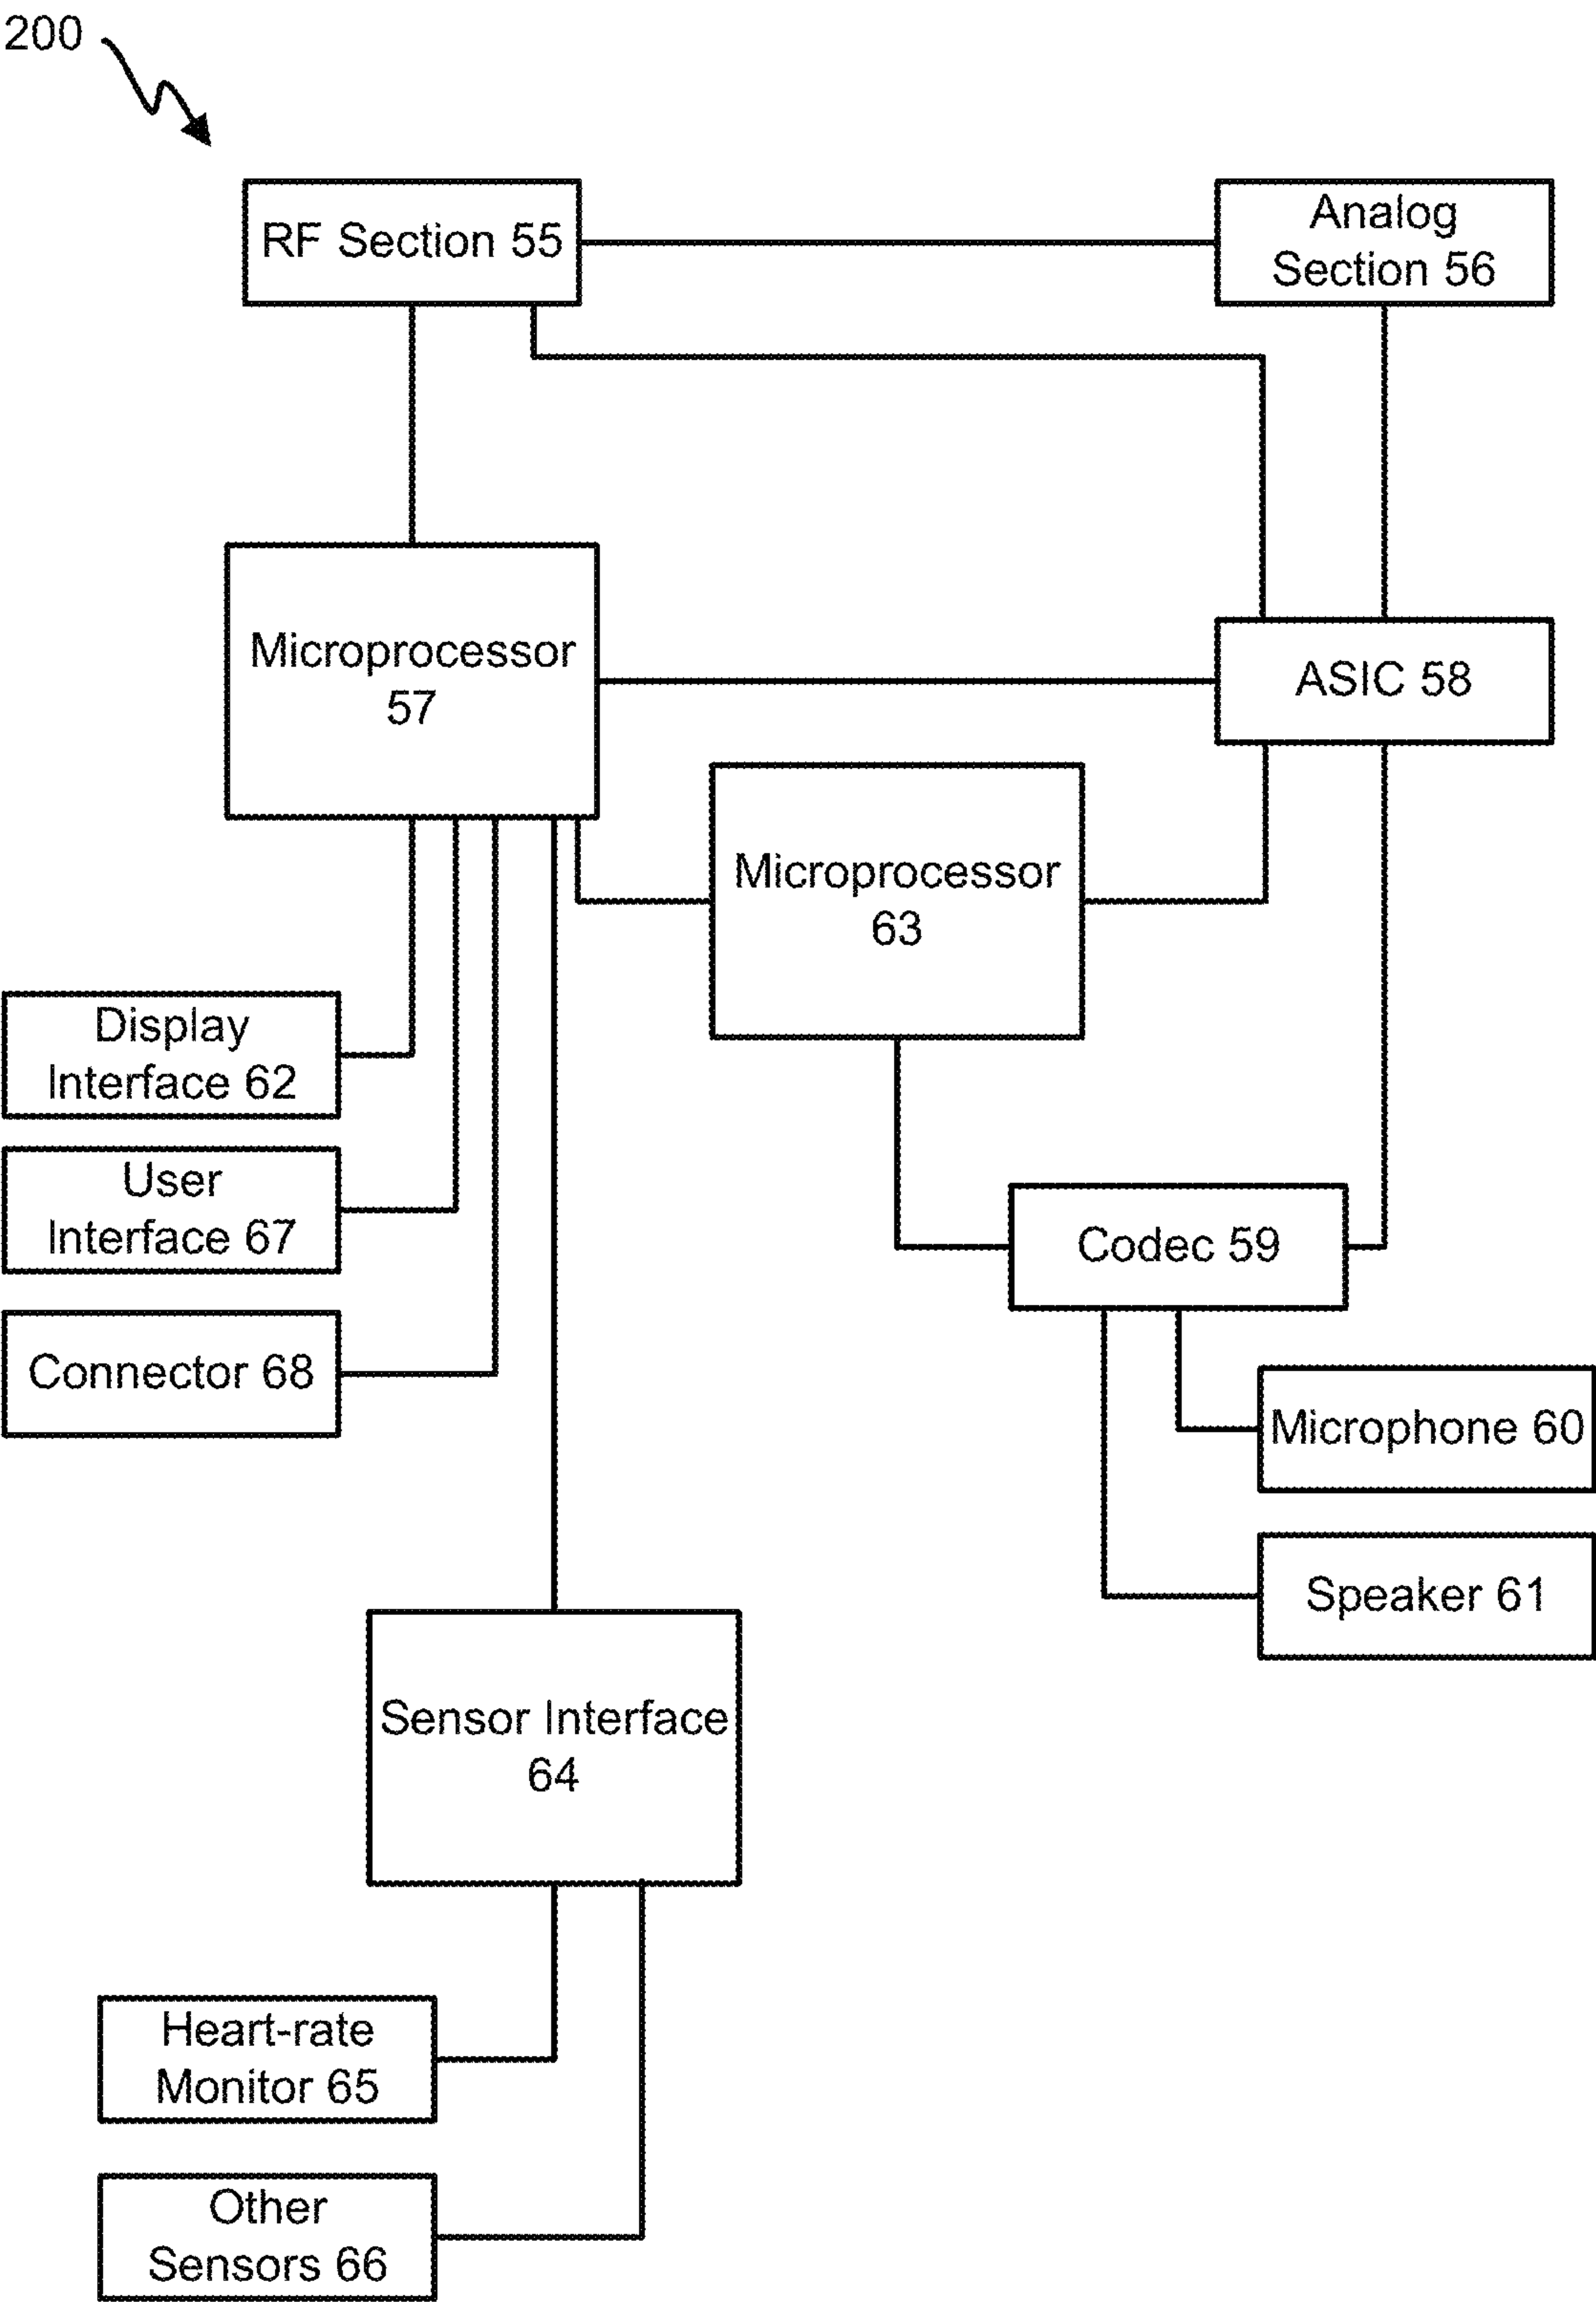 200
RF Section 55
Analog
Section 56
Microprocessor
57
ASIC 58
Microprocessor
63
Display
Interface 62
User
Interface 67
Codec 59
Connector 68
Microphone 60
Speaker 61
Sensor Interface
64
Heart-rate
Monitor 65
Other
Sensors 66